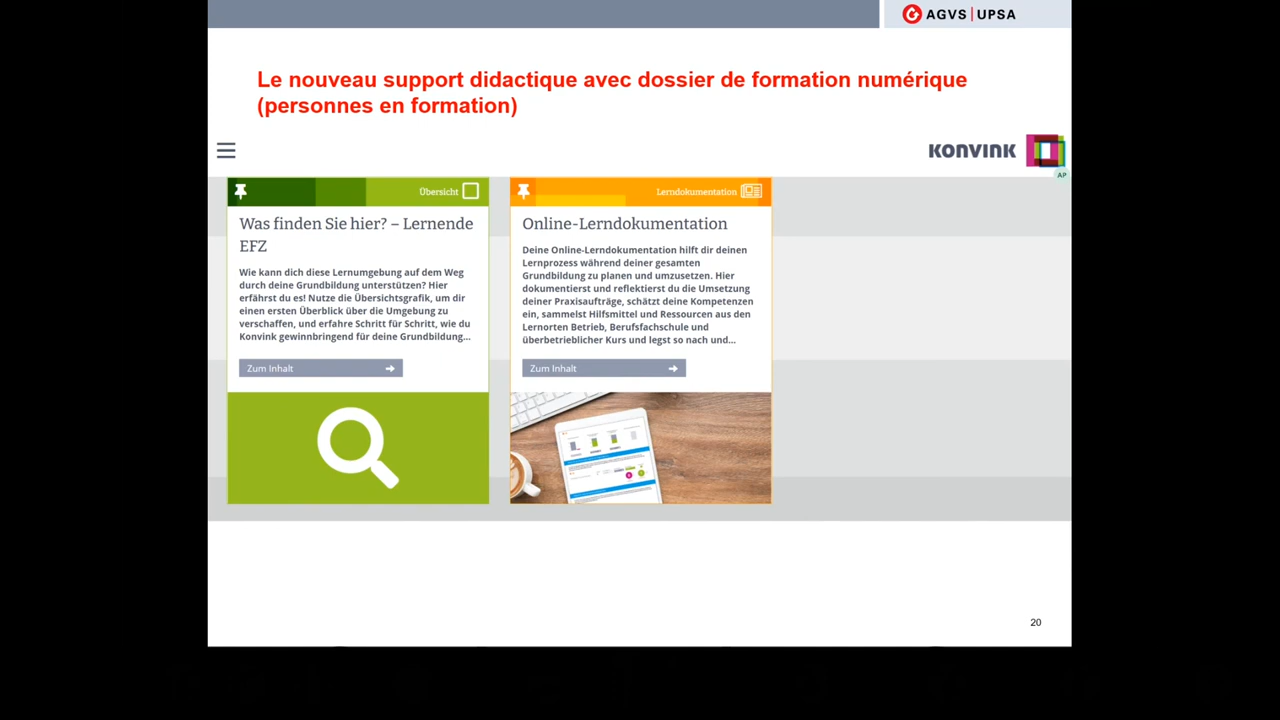 AGVS|UPSA
Le nouveau support didactique avec dossier de formation numérique
(personnes en formation)
KONVINK
AP
Übersicht
Was finden Sie hier? – Lernende
EFZ
Wie kann dich diese Lernumgebung auf dem Weg
durch deine Grundbildung unterstützen? Hier
erfährst du es! Nutze die Übersichtsgrafik, um dir
einen ersten Überblick über die Umgebung zu
verschaffen, und erfahre Schritt für Schritt, wie du
Konvink gewinnbringend für deine Grundbildung...
Zum Inhalt
Lerndokumentation
Online-Lerndokumentation
Deine Online-Lerndokumentation hilft dir deinen
Lernprozess während deiner gesamten
Grundbildung zu planen und umzusetzen. Hier
dokumentierst und reflektierst du die Umsetzung
deiner Praxisaufträge, schätzt deine Kompetenzen
ein, sammelst Hilfsmittel und Ressourcen aus den
Lernorten Betrieb, Berufsfachschule und
überbetrieblicher Kurs und legst so nach und...
Zum Inhalt
20